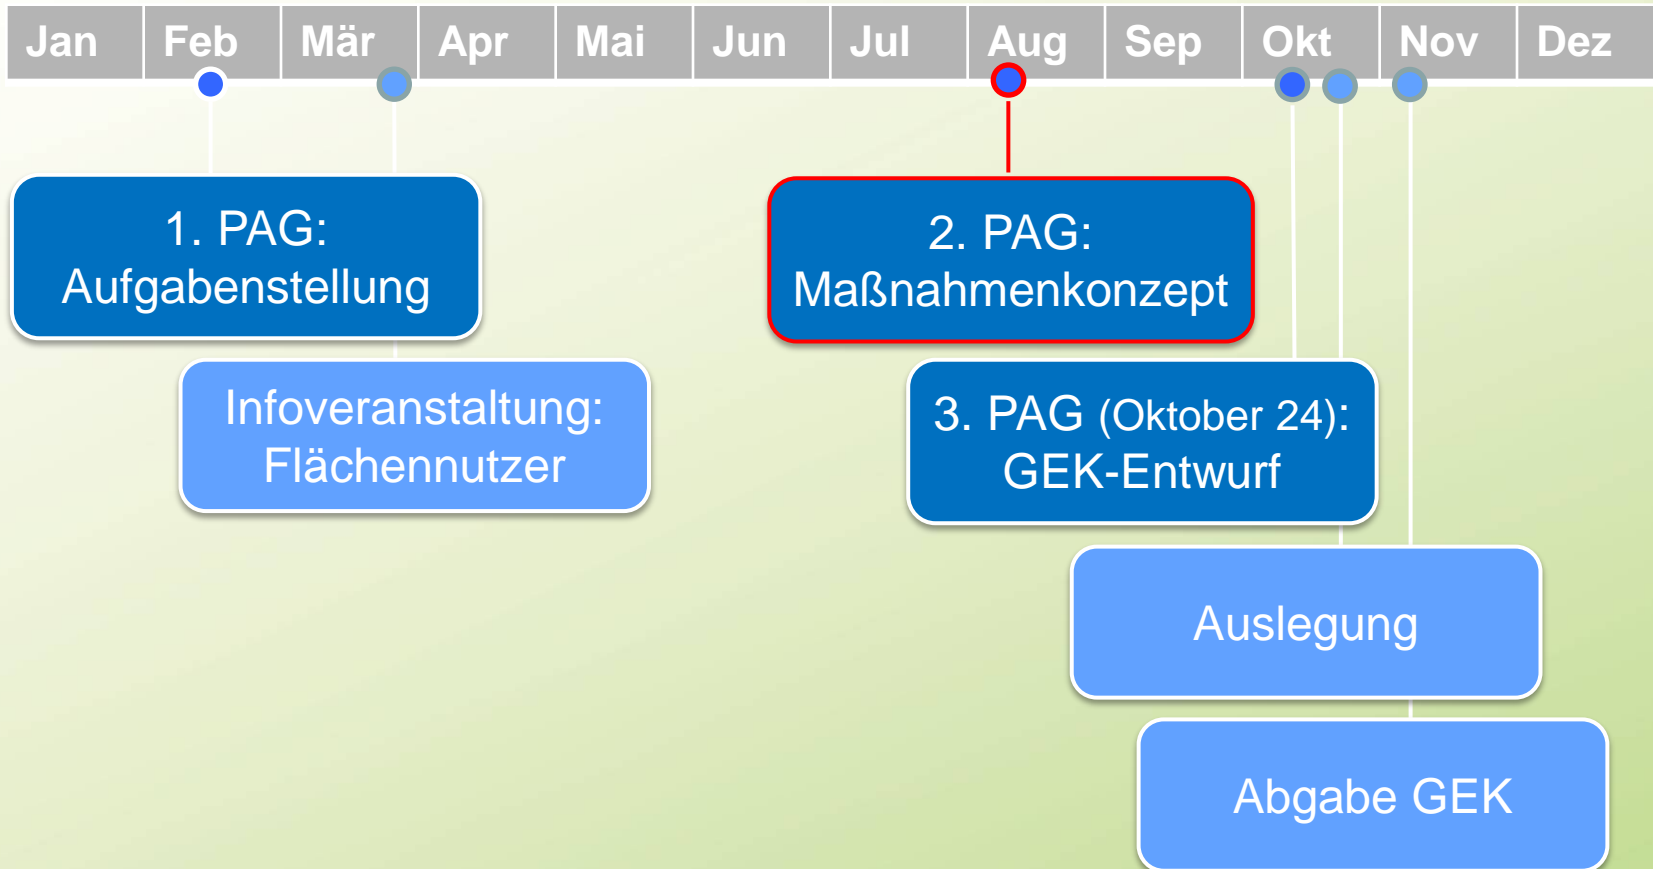 Jan Feb Mär Apr Mai Jun Jul Aug Sep Okt Nov Dez
1. PAG:
Aufgabenstellung
2. PAG:
Maßnahmenkonzept
Infoveranstaltung:
Flächennutzer
3. PAG (Oktober 24):
GEK-Entwurf
Auslegung
Abgabe GEK